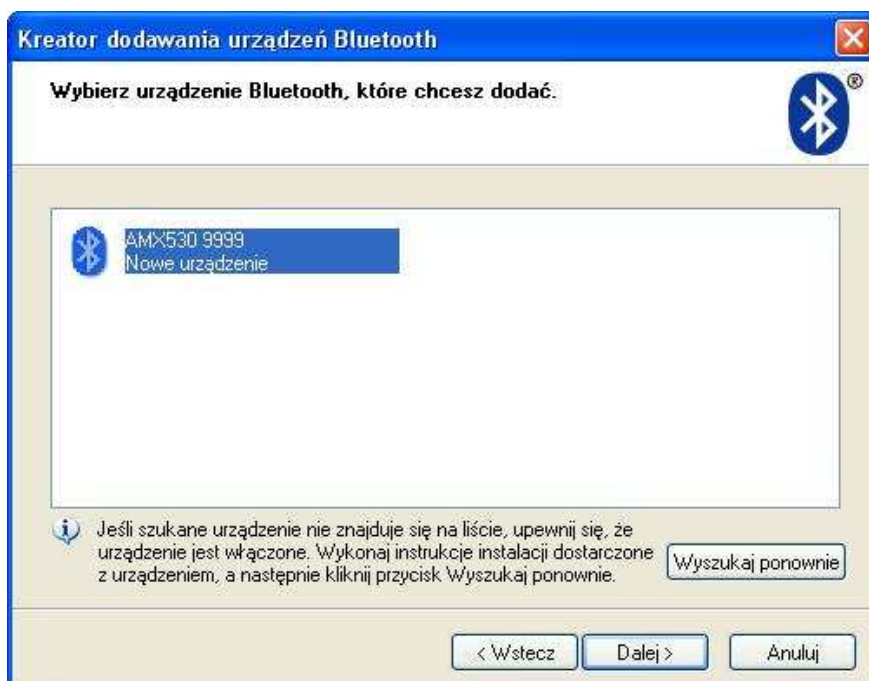 Kreator dodawania urządzeń Bluetooth
Wybierz urządzenie Bluetooth, które chcesz dodać.
®
AMX530 9999
Nowe urządzenie
Jeśli szukane urządzenie nie znajduje się na liście, upewnij się, że
urządzenie jest włączone. Wykonaj instrukcje instalacji dostarczone
z urządzeniem, a następnie kliknij przycisk Wyszukaj ponownie.
Wyszukaj ponownie
< Wstecz
Dalej >
Anuluj